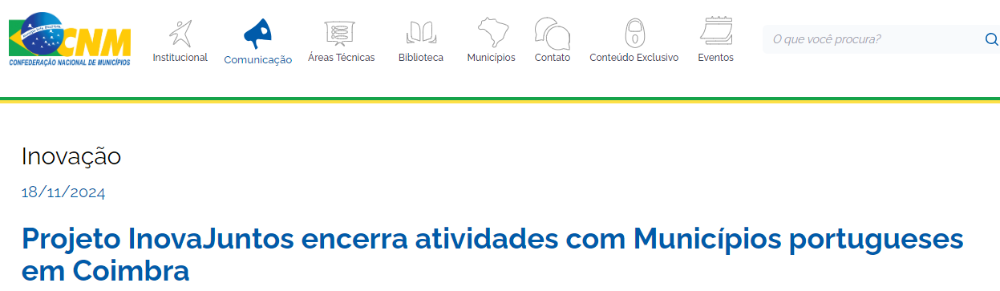 CNM
CONFEDERAÇÃO NACIONAL DE MUNICÍPIOS
Institucional
Comunicação
Áreas Técnicas
Biblioteca
Municípios
Contato
Conteúdo Exclusivo
Eventos
O que você procura?
Inovação
18/11/2024
Projeto InovaJuntos encerra atividades com Municípios portugueses
em Coimbra